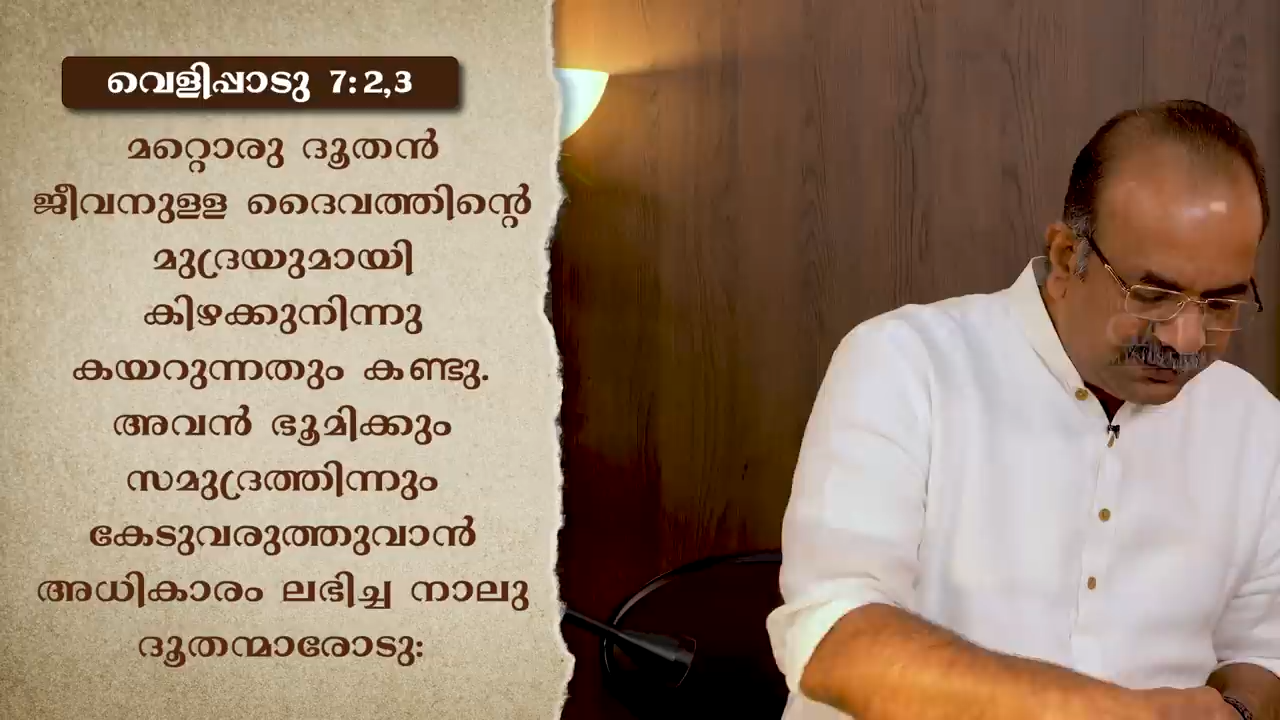 വെളിപ്പാടു 7:2,3
മറ്റൊരു ദൂതൻ
ജീവനുളള ദൈവത്തിന്റെ
മുദ്രയുമായി
കിഴക്കുനിന്നു
കയറുന്നതും കണ്ടു.
അവൻ ഭൂമിക്കും
സമുദ്രത്തിന്നും
കേടുവരുത്തുവാൻ
അധികാരം ലഭിച്ച നാലു
ദൂതന്മാരോടു: